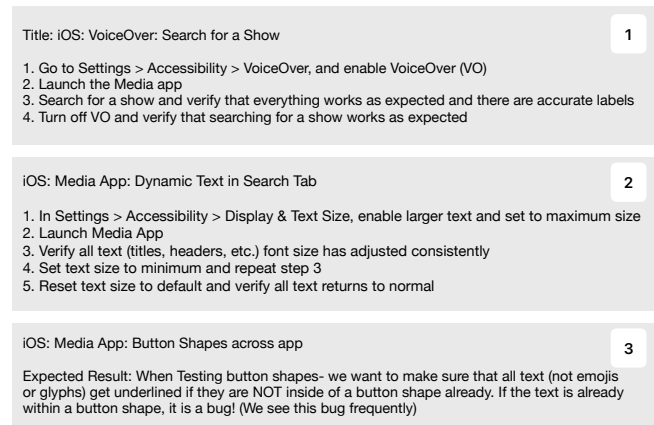 Title: iOS: VoiceOver: Search for a Show
1
1. Go to Settings > Accessibility > VoiceOver, and enable VoiceOver (VO)
2. Launch the Media app
3. Search for a show and verify that everything works as expected and there are accurate labels
4. Turn off VO and verify that searching for a show works as expected
iOS: Media App: Dynamic Text in Search Tab
2
1. In Settings > Accessibility > Display & Text Size, enable larger text and set to maximum size
2. Launch Media App
3. Verify all text (titles, headers, etc.) font size has adjusted consistently
4. Set text size to minimum and repeat step 3
5. Reset text size to default and verify all text returns to normal
iOS: Media App: Button Shapes across app
3
Expected Result: When Testing button shapes- we want to make sure that all text (not emojis
or glyphs) get underlined if they are NOT inside of a button shape already. If the text is already
within a button shape, it is a bug! (We see this bug frequently)